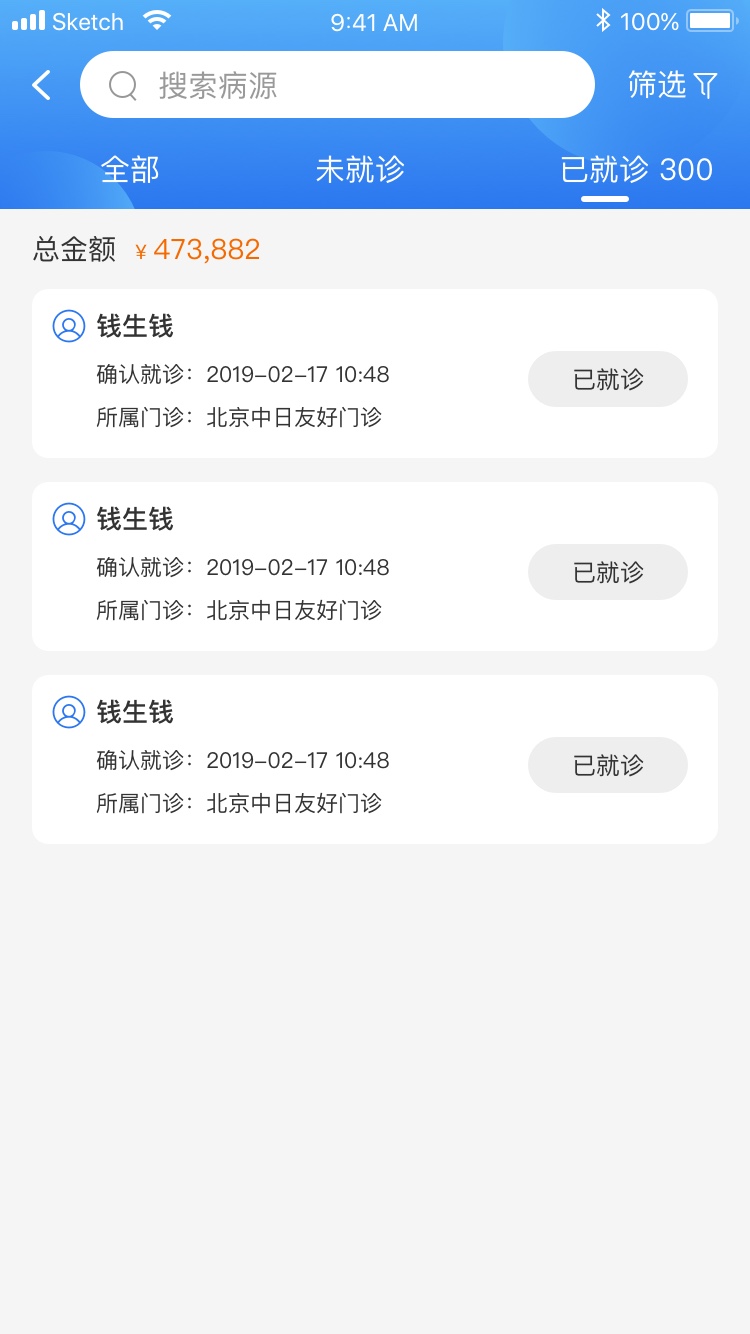 Sketch 9:41 AM 100%
搜索病源 筛选
全部 未就诊 已就诊 300
总金额 ¥ 473,882
钱生钱
确认就诊：2019-02-17 10:48
已就诊
所属门诊：北京中日友好门诊
钱生钱
确认就诊：2019-02-17 10:48
已就诊
所属门诊：北京中日友好门诊
钱生钱
确认就诊：2019-02-17 10:48
已就诊
所属门诊：北京中日友好门诊